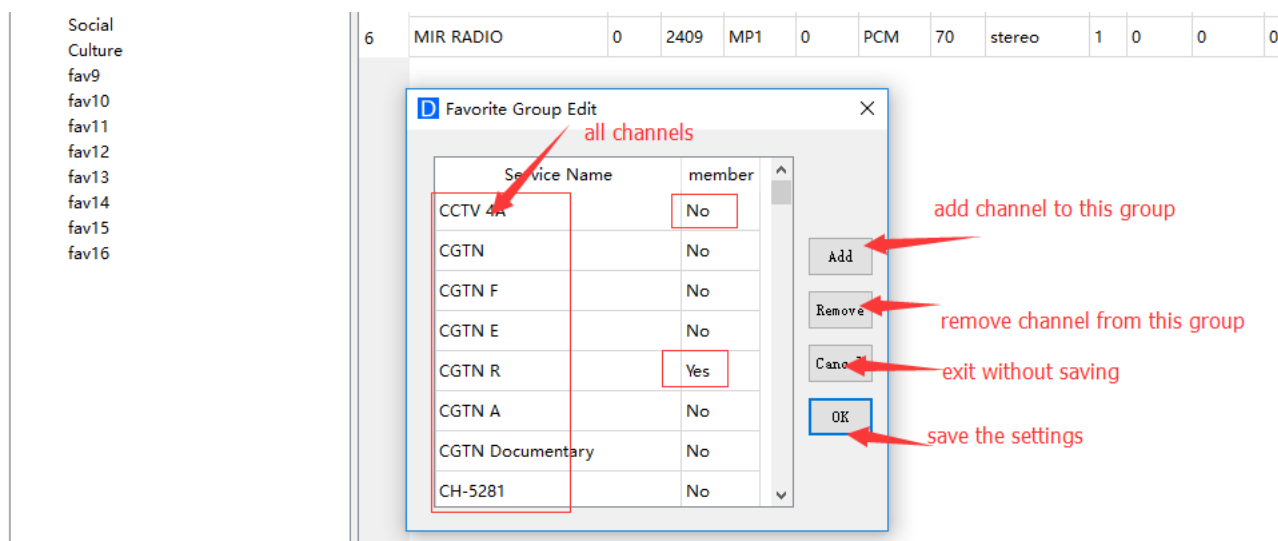 Social
Culture
fav9
fav10
fav11
fav12
fav13
fav14
fav15
fav16
6 MIR RADIO 0 2409 MP1 0 PCM 70 stereo 1 0 0 0
D Favorite Group Edit
all channels
Service Name member
CCTV 4A No
CGTN No
CGTN F No
CGTN E No
CGTN R Yes
CGTN A No
CGTN Documentary No
CH-5281 No
Add
Remove
Cancel
OK
add channel to this group
remove channel from this group
exit without saving
save the settings